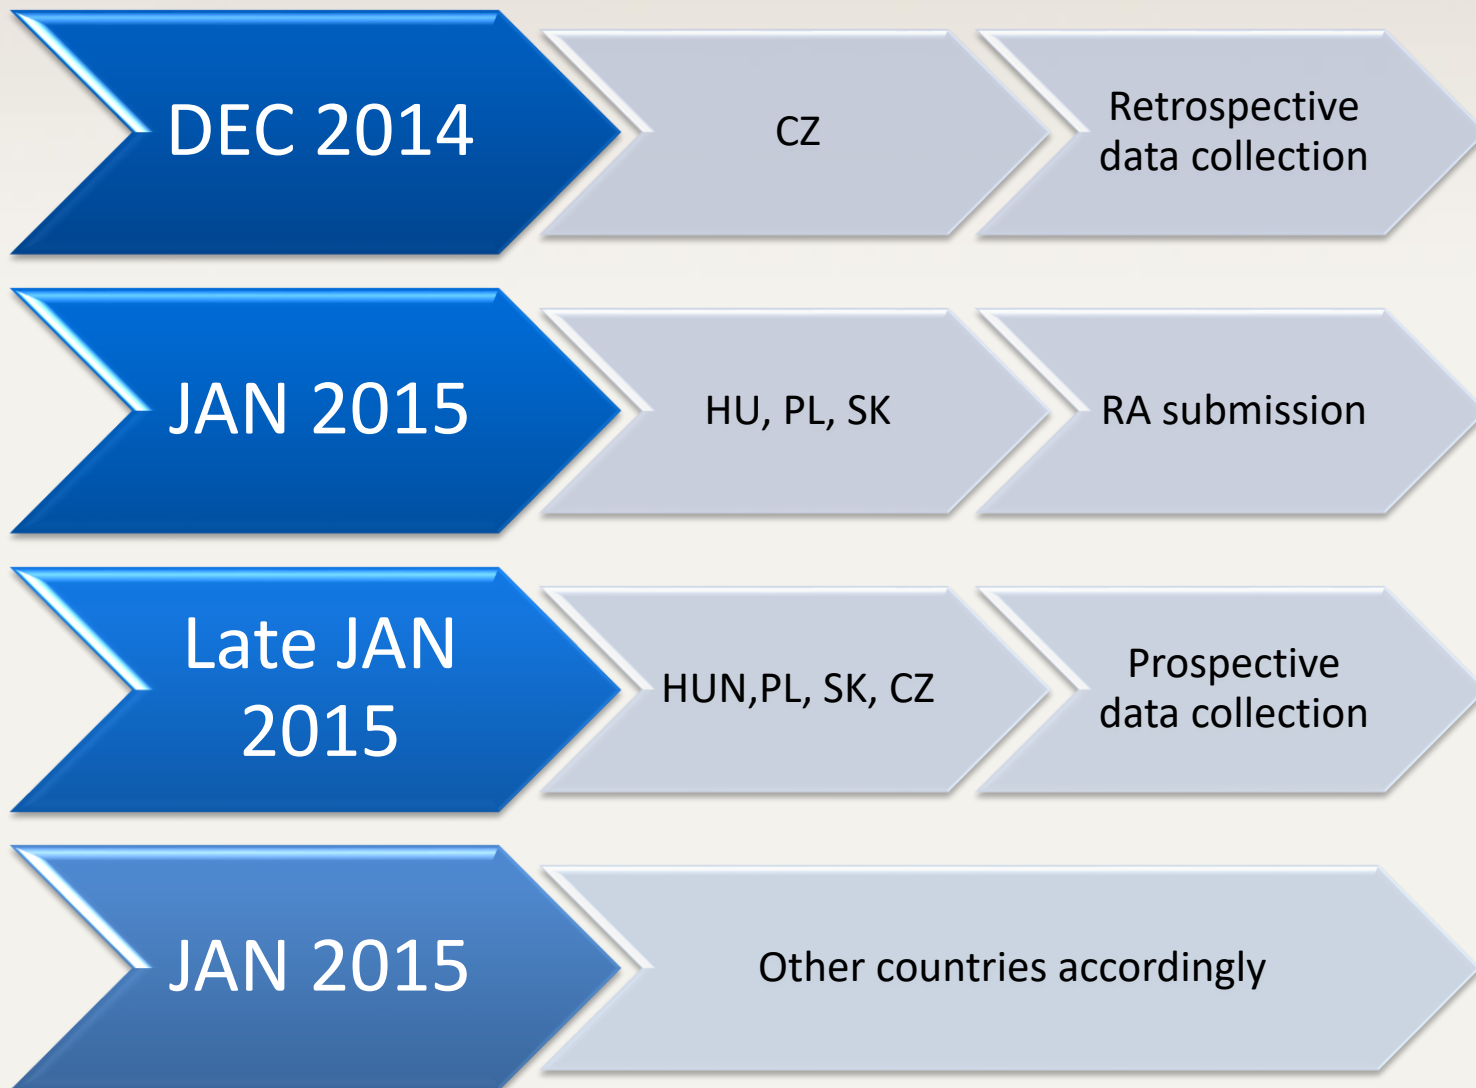 DEC 2014
CZ
Retrospective
data collection
JAN 2015
HU, PL, SK
RA submission
Late JAN
2015
HUN,PL, SK, CZ
Prospective
data collection
JAN 2015
Other countries accordingly